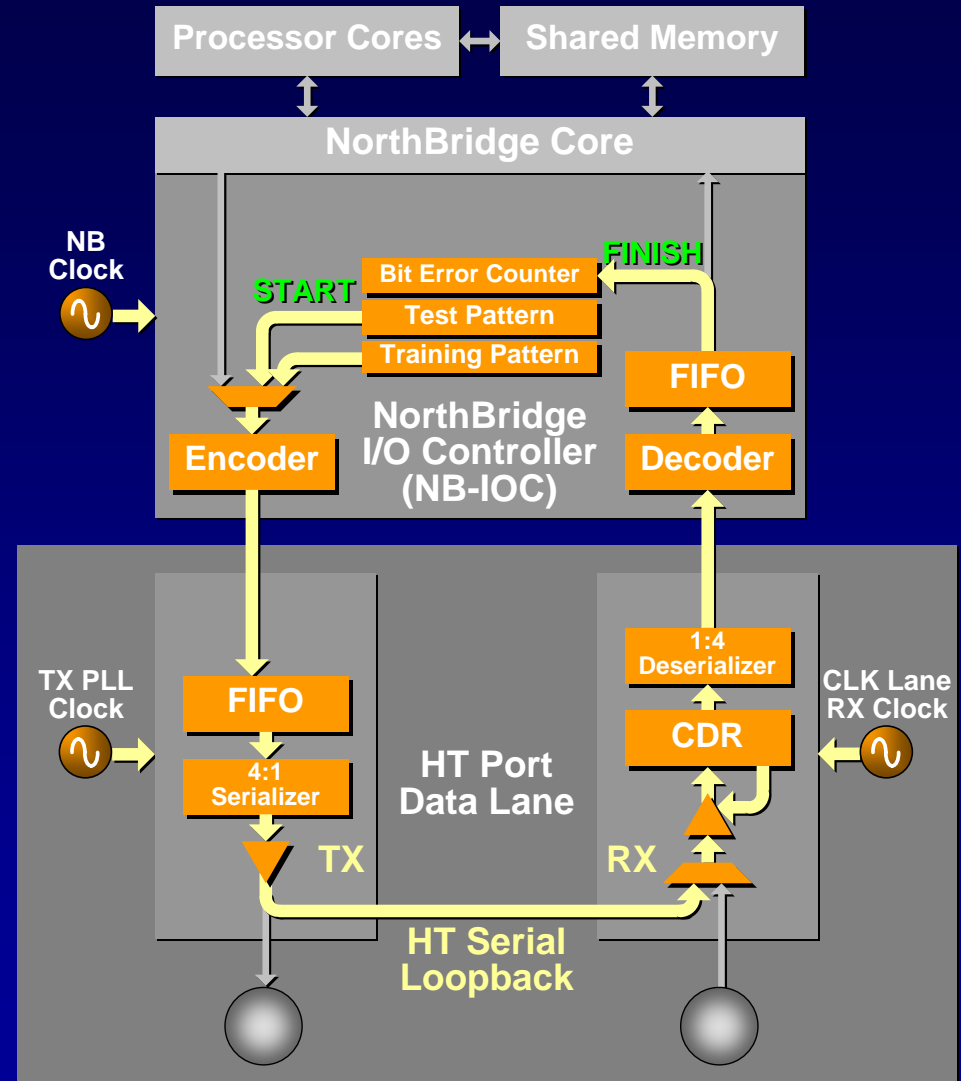 Processor Cores
Shared Memory
NorthBridge Core
NB
Clock
START
FINISH
Bit Error Counter
Test Pattern
Training Pattern
FIFO
NorthBridge
I/O Controller
(NB-IOC)
Encoder
Decoder
TX PLL
Clock
FIFO
4:1
Serializer
TX
HT Port
Data Lane
1:4
Deserializer
CDR
RX
CLK Lane
RX Clock
HT Serial
Loopback